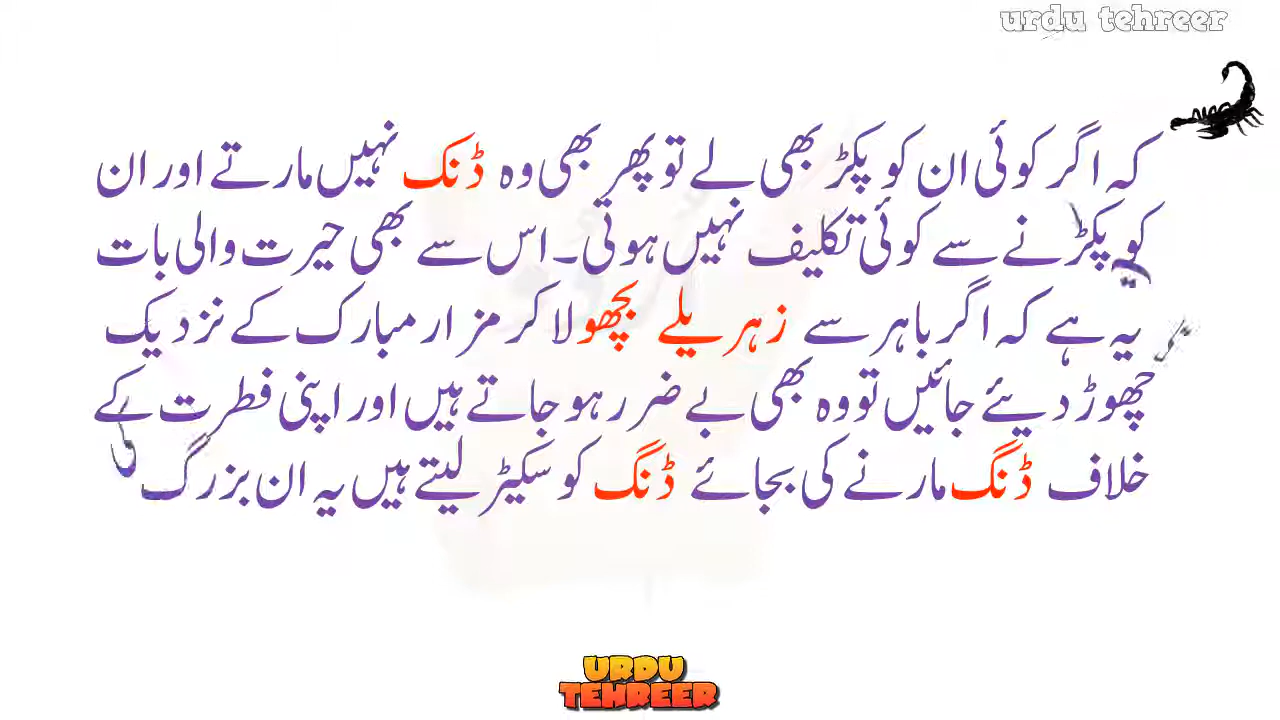 urdu tehreer
کہ اگر کوئی ان کو پکڑ بھی لے تو پھر بھی وہ ڈنک نہیں مارتے اور ان
کو پکڑنے سے کوئی تکلیف نہیں ہوتی۔ اس سے بھی حیرت والی بات
یہ ہے کہ اگر باہر سے زہریلے بچھو لا کر مزار مبارک کے نزدیک
چھوڑ دیئے جائیں تو وہ بھی بے ضرر ہو جاتے ہیں اور اپنی فطرت کے
خلاف ڈنگ مارنے کی بجائے ڈنگ کو سکیڑ لیتے ہیں یہ ان بزرگ
URDU
TEHREER